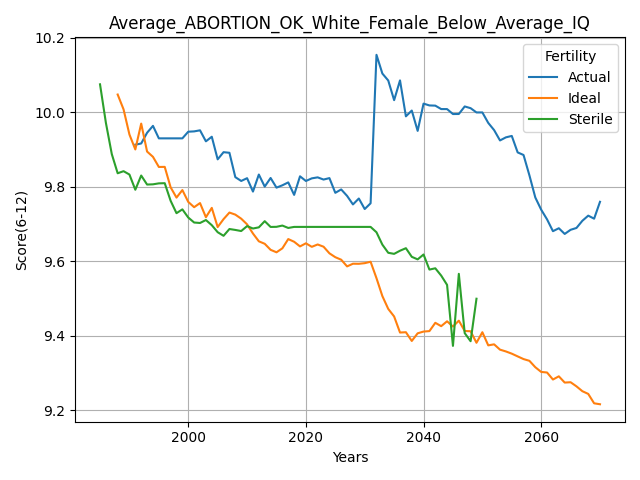 Average_ABORTION_OK_White_Female_Below_Average_IQ
Fertility
Actual
Ideal
Sterile
Score(6-12)
10.2
10.0
9.8
9.6
9.4
9.2
2000
2020
2040
2060
Years